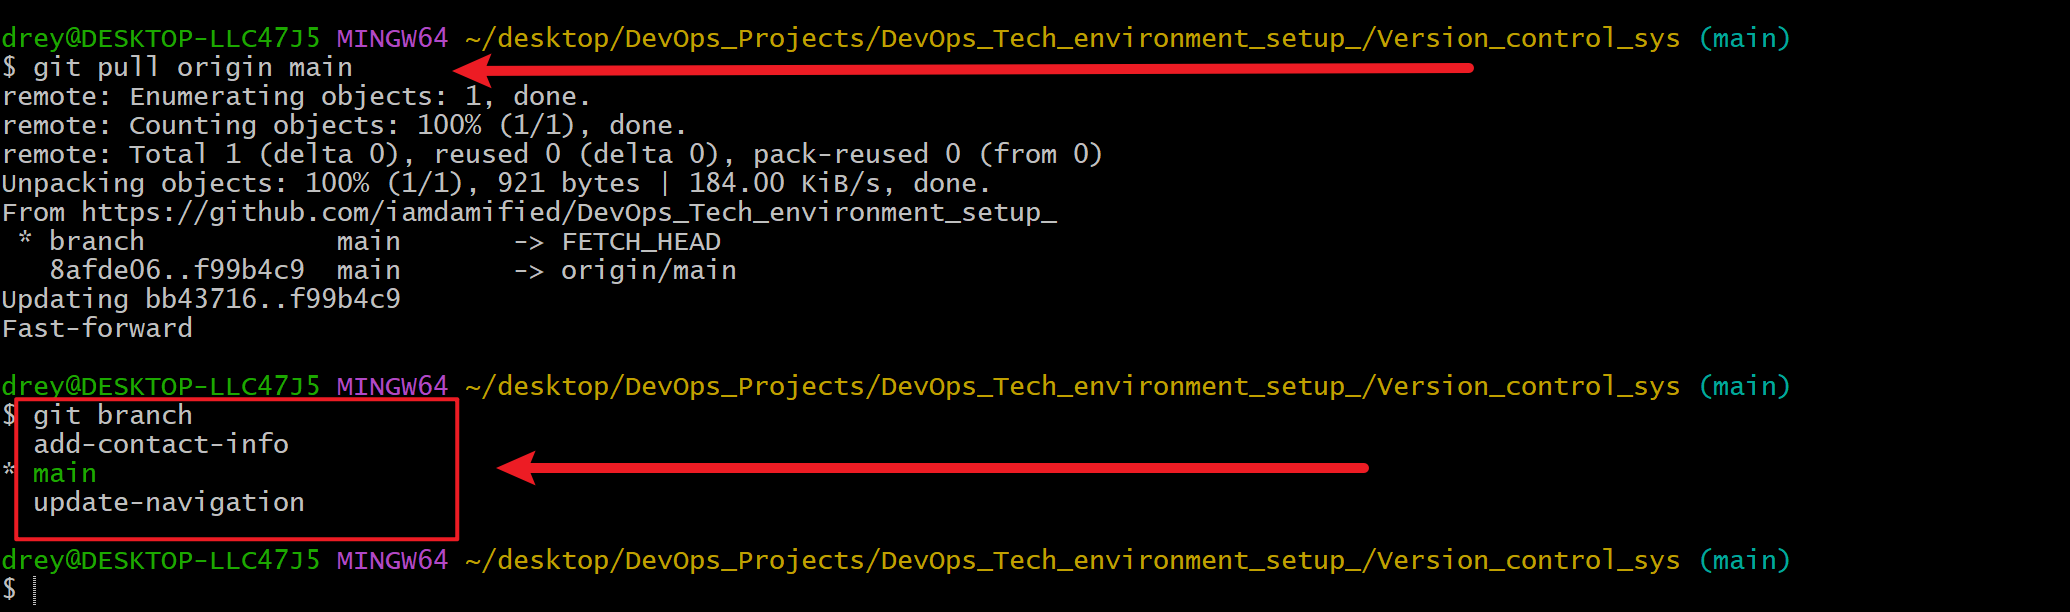 drey@DESKTOP-LLC47J5 MINGW64 ~/desktop/DevOps_Projects/DevOps_Tech_environment_setup_/Version_control_sys (main)
$ git pull origin main
remote: Enumerating objects: 1, done.
remote: Counting objects: 100% (1/1), done.
remote: Total 1 (delta 0), reused 0 (delta 0), pack-reused 0 (from 0)
Unpacking objects: 100% (1/1), 921 bytes | 184.00 KiB/s, done.
From https://github.com/iamdamified/DevOps_Tech_environment_setup_
 * branch            main       -> FETCH_HEAD
   8afde06..f99b4c9  main       -> origin/main
Updating bb43716..f99b4c9
Fast-forward
drey@DESKTOP-LLC47J5 MINGW64 ~/desktop/DevOps_Projects/DevOps_Tech_environment_setup_/Version_control_sys (main)
$ git branch
  add-contact-info
* main
  update-navigation
drey@DESKTOP-LLC47J5 MINGW64 ~/desktop/DevOps_Projects/DevOps_Tech_environment_setup_/Version_control_sys (main)
$